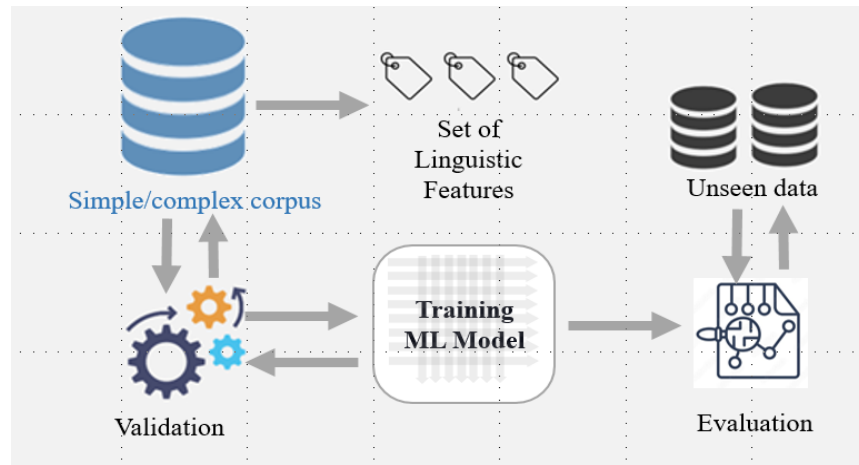 Set of
Linguistic
Features
Simple/complex corpus
Unseen data
Training
ML Model
Validation
Evaluation